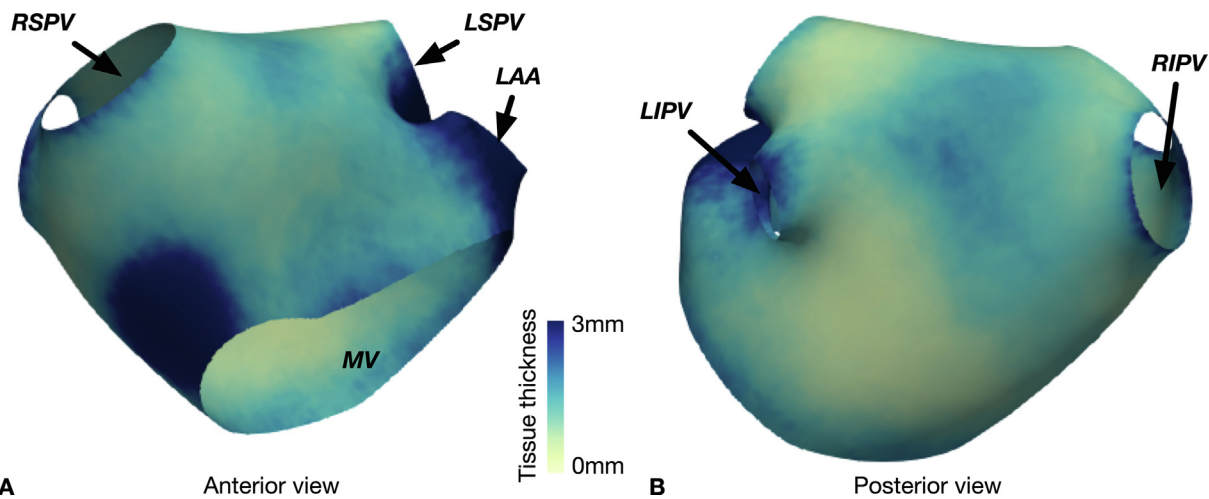 RSPV
LSPV
LAA
MV
Tissue thickness
3mm
0mm
A
Anterior view
LIPV
RIPV
B
Posterior view